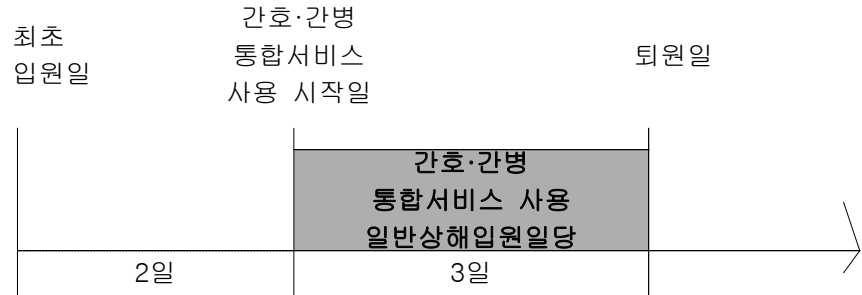 최초
입원일
간호·간병
통합서비스
사용 시작일
퇴원일
간호·간병
통합서비스 사용
일반상해입원일당
2일
3일